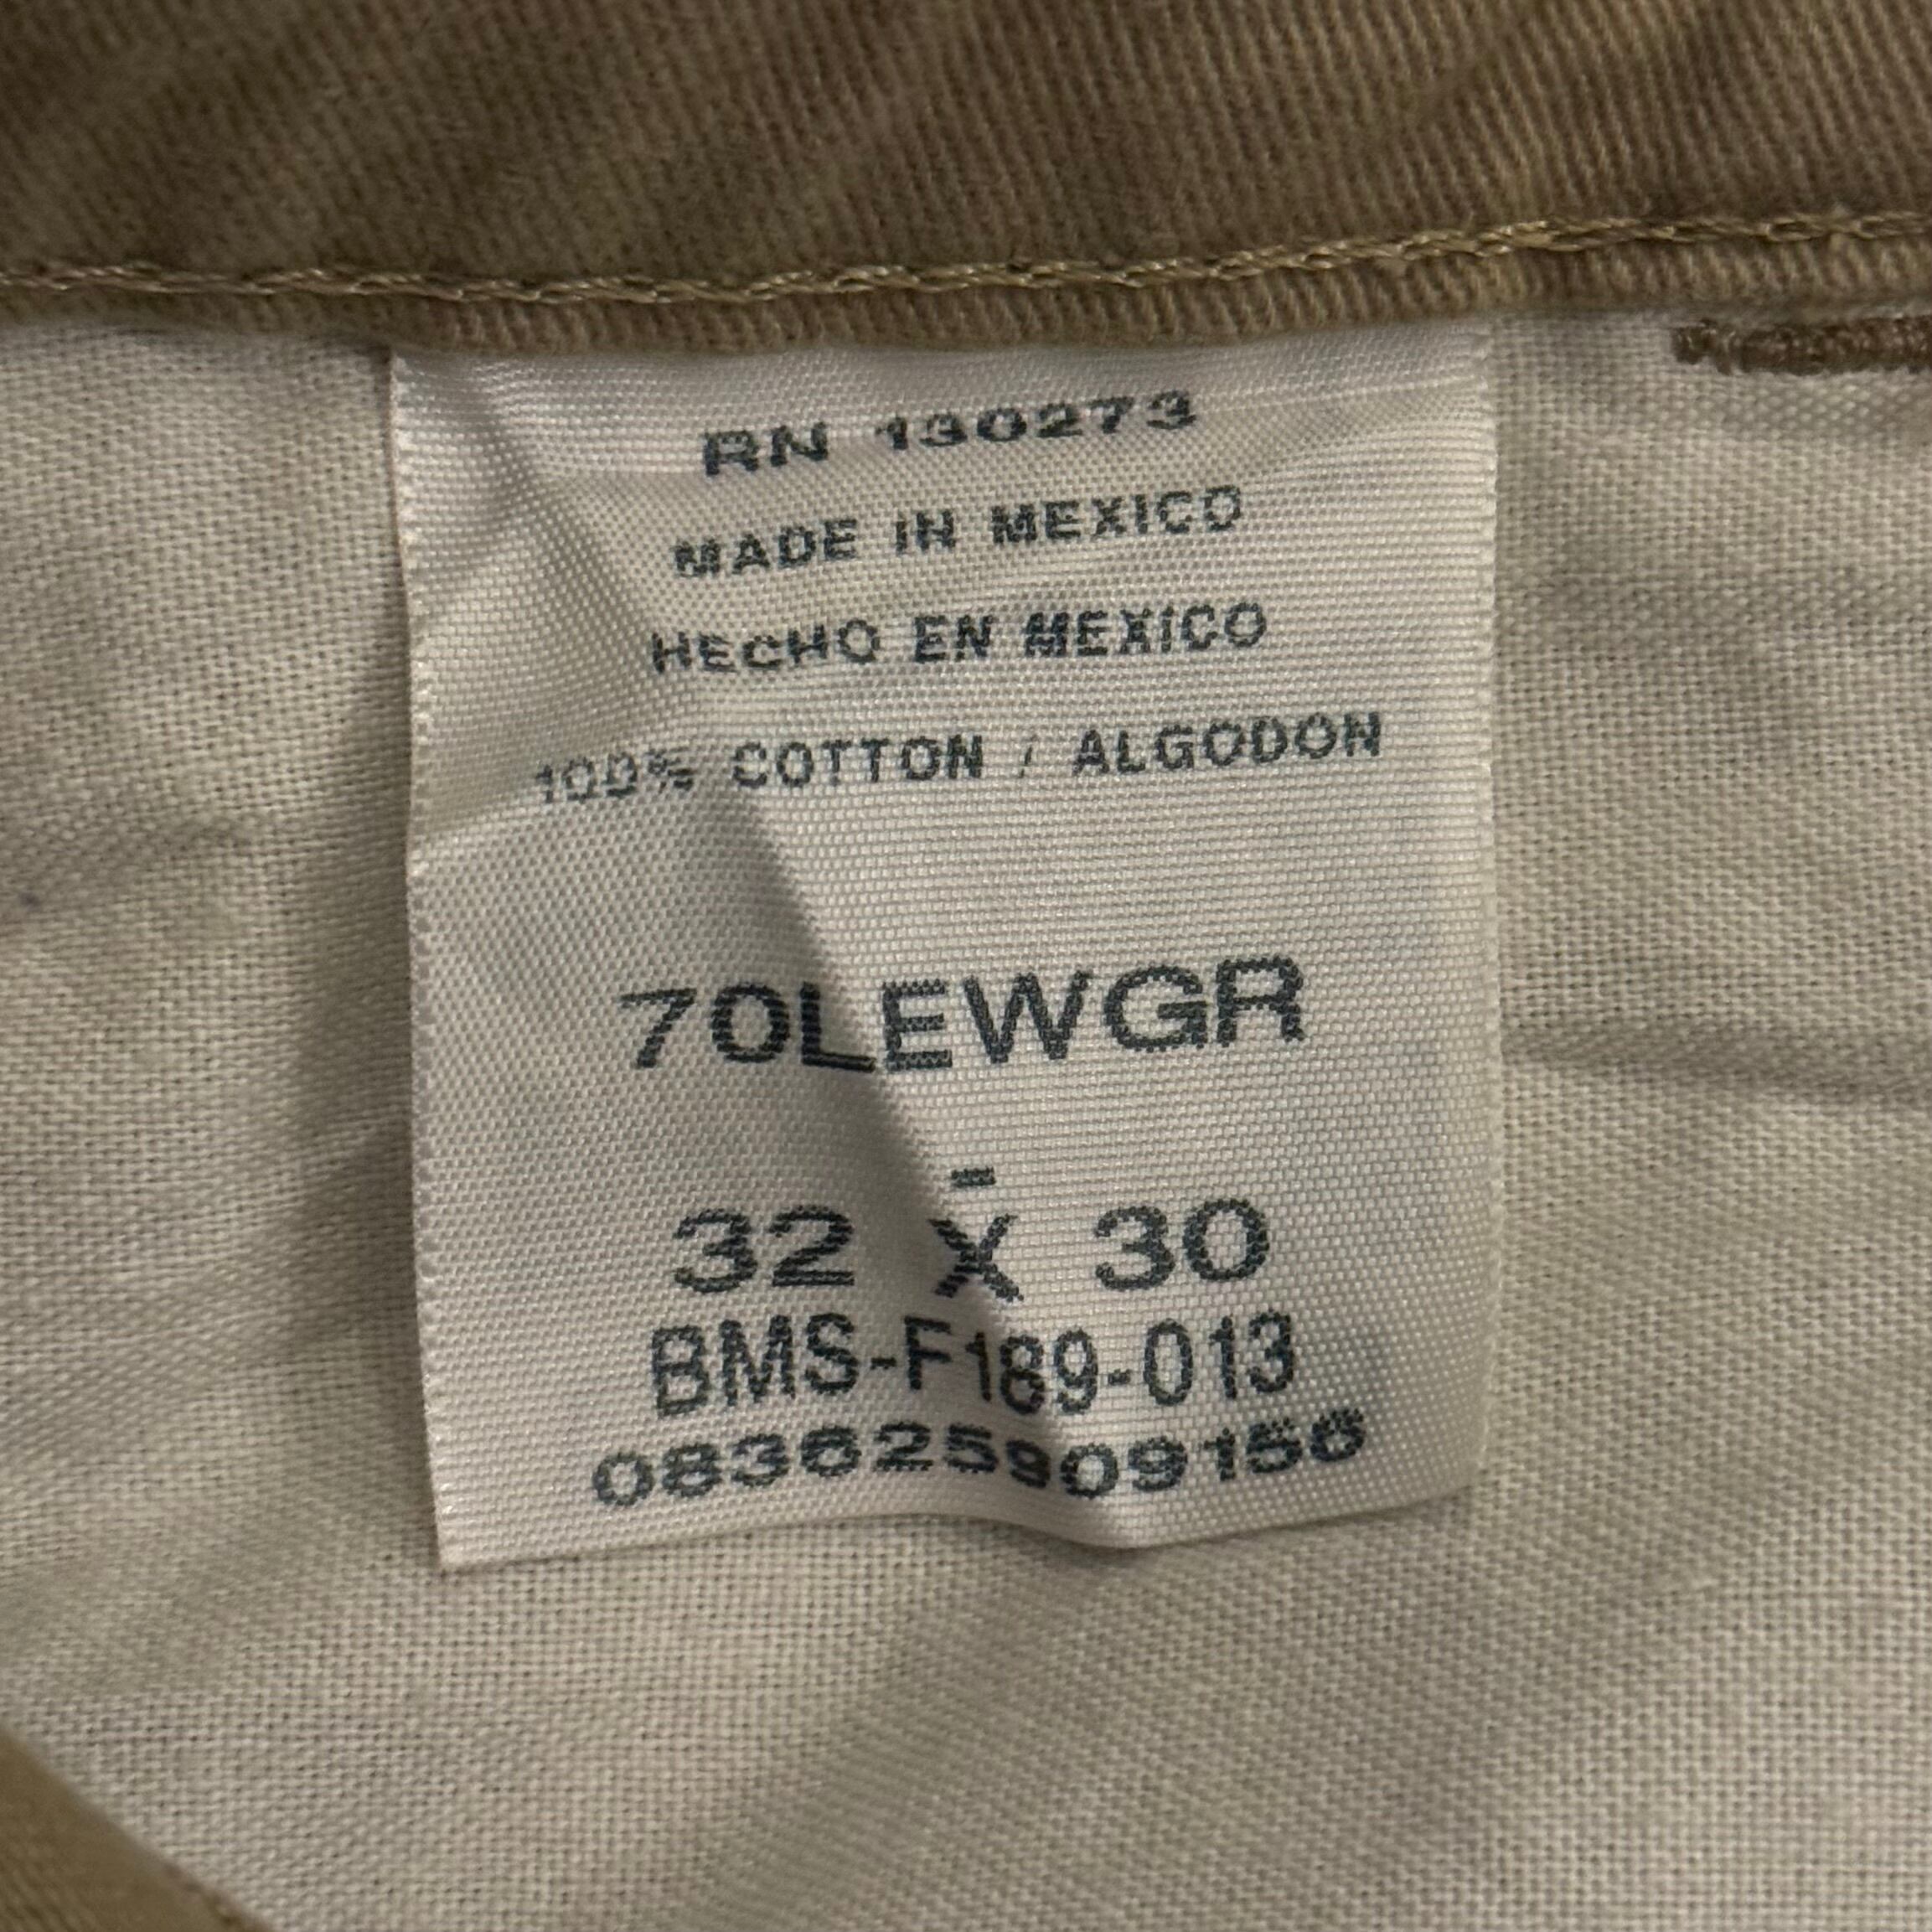 RN 130273
MADE IN MEXICO
HECHO EN MEXICO
100% COTTON / ALGODON
70LEWGR
-
32 X 30
BMS-F189-013
083625909156